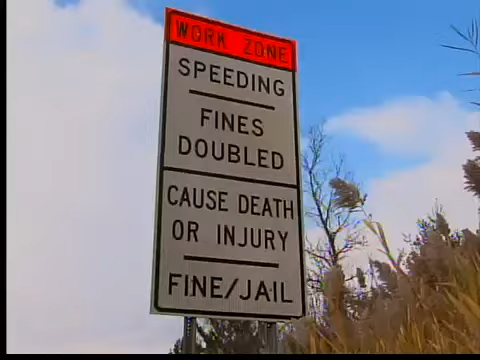 WORK ZONE
SPEEDING
FINES
DOUBLED
CAUSE DEATH
OR INJURY
FINE/JAIL